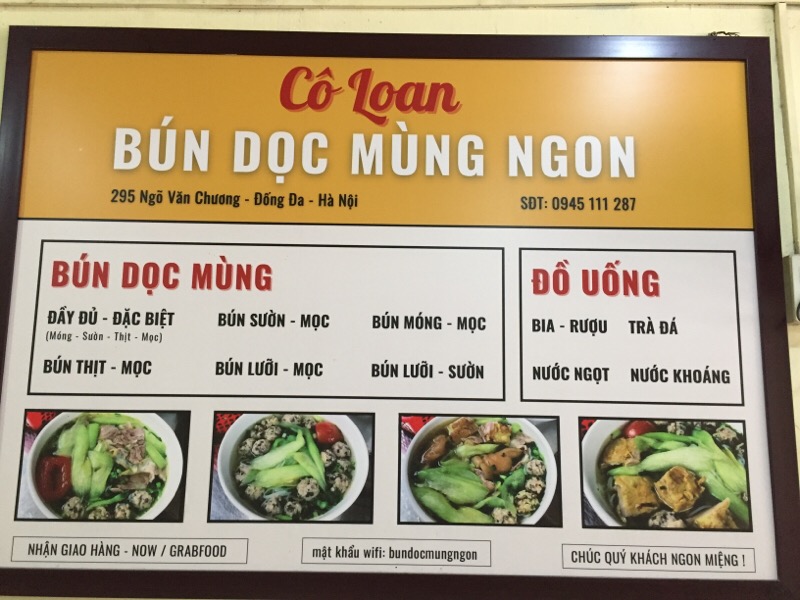 Cô Loan
BÚN DỌC MÙNG NGON
295 Ngõ Văn Chương - Đống Đa - Hà Nội
SĐT: 0945 111 287
BÚN DỌC MÙNG
ĐẦY ĐỦ - ĐẶC BIỆT
(Móng - Sườn - Thịt - Mọc)
BÚN SƯỜN - MỌC
BÚN MÓNG - MỌC
BÚN THỊT - MỌC
BÚN LƯỠI - MỌC
BÚN LƯỠI - SƯỜN
ĐỒ UỐNG
BIA - RƯỢU
TRÀ ĐÁ
NƯỚC NGỌT
NƯỚC KHOÁNG
NHẬN GIAO HÀNG - NOW / GRABFOOD
mật khẩu wifi: bundocmungngon
CHÚC QUÝ KHÁCH NGON MIỆNG !